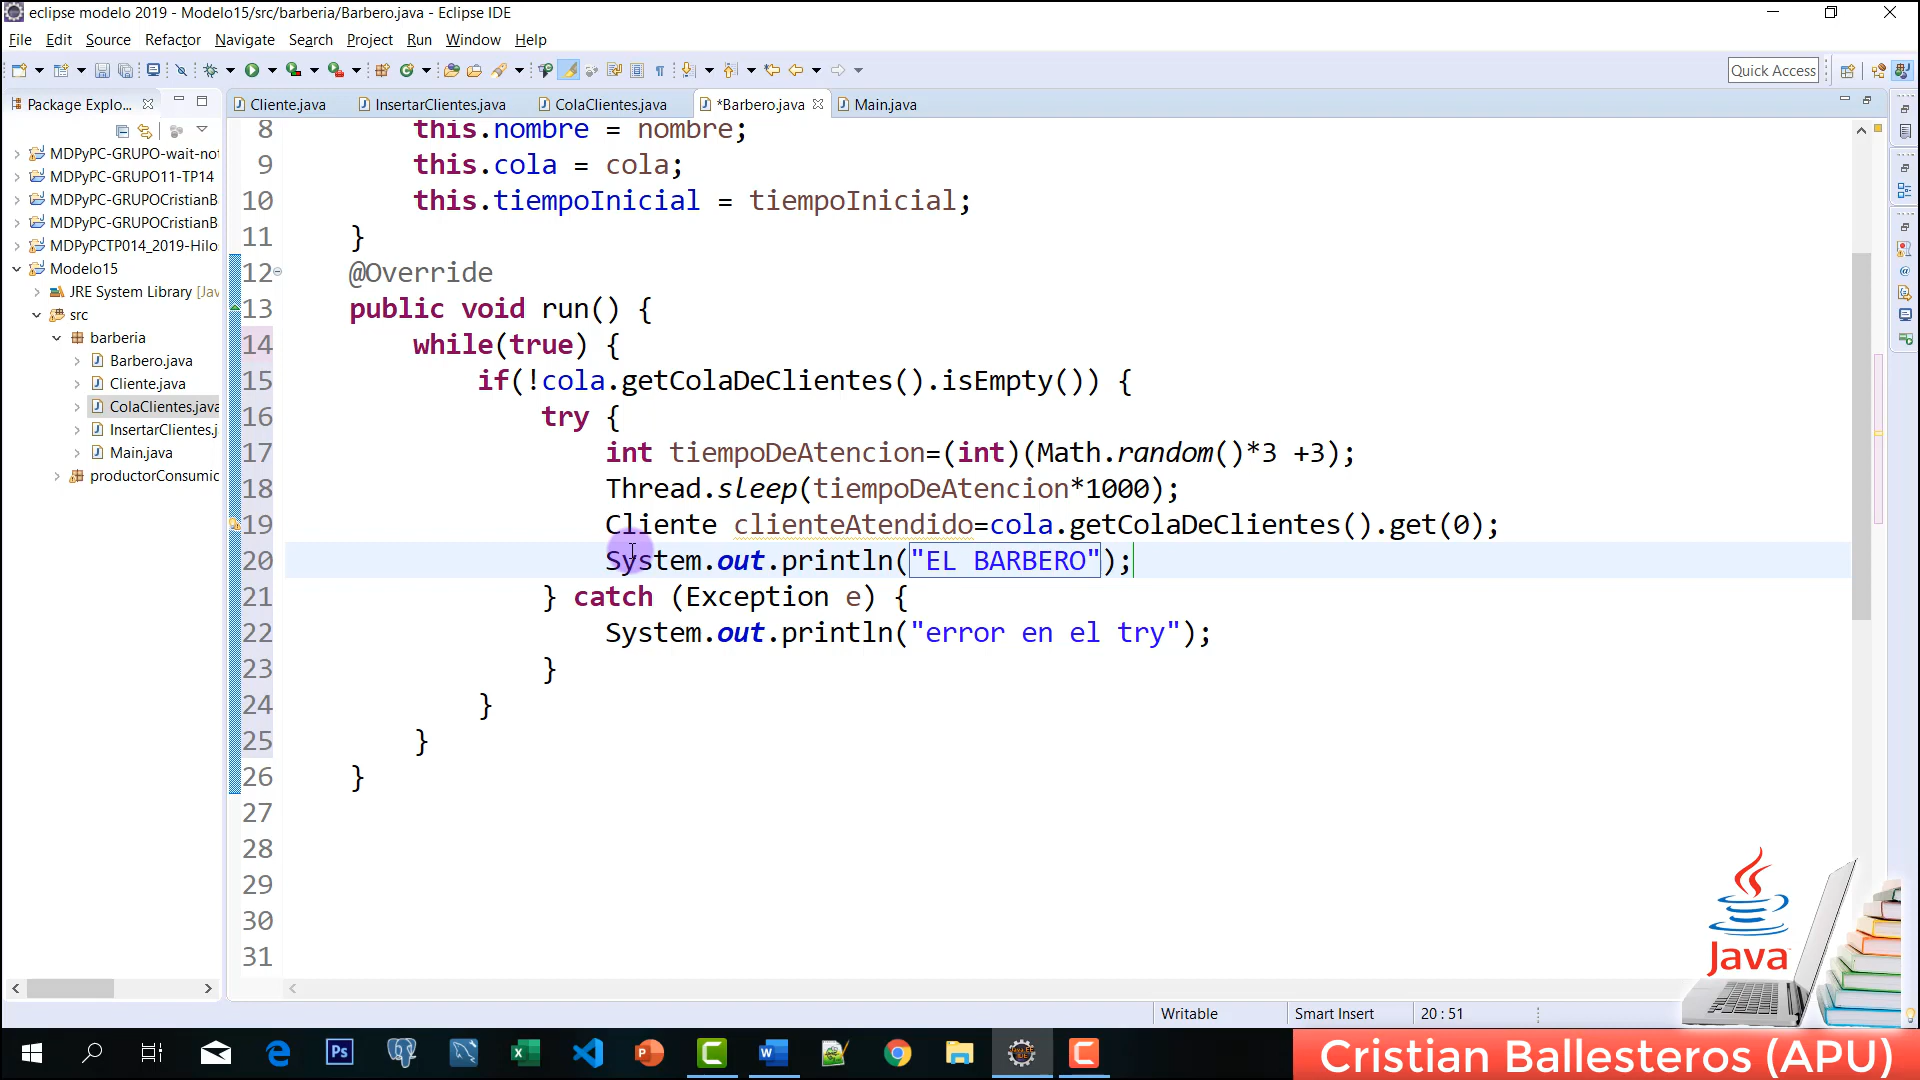 eclipse modelo 2019 - Modelo15/src/barberia/Barbero.java - Eclipse IDE
File Edit Source Refactor Navigate Search Project Run Window Help
Quick Access
Package Explo...
Cliente.java InsertarClientes.java ColaClientes.java *Barbero.java Main.java
MDPyPC-GRUPO-wait-not
MDPyPC-GRUPO11-TP14
MDPyPC-GRUPOCristianB
MDPyPC-GRUPOCristianB
MDPyPCTP014_2019-Hilo
Modelo15
JRE System Library [Jav
src
barberia
Barbero.java
Cliente.java
ColaClientes.java
InsertarClientes.j
Main.java
productorConsumic
8 this.nombre = nombre;
9 this.cola = cola;
10 this.tiempoInicial = tiempoInicial;
11 }
12 @Override
13 public void run() {
14 while(true) {
15 if(!cola.getColaDeClientes().isEmpty()) {
16 try {
17 int tiempoDeAtencion=(int)(Math.random()*3 +3);
18 Thread.sleep(tiempoDeAtencion*1000);
19 Cliente clienteAtendido=cola.getColaDeClientes().get(0);
20 System.out.println("EL BARBERO");
21 } catch (Exception e) {
22 System.out.println("error en el try");
23 }
24 }
25 }
26 }
27
28
29
30
31
Java
Writable Smart Insert 20 : 51
Cristian Ballesteros (APU)